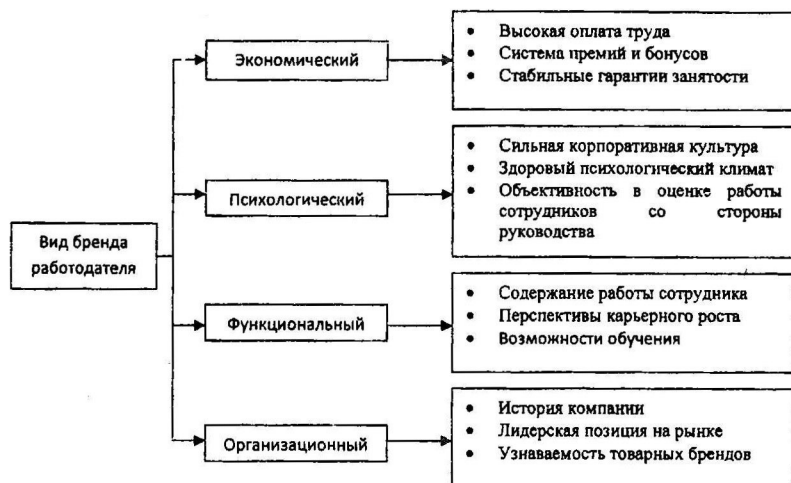 Вид бренда
работодателя
Экономический
• Высокая оплата труда
• Система премий и бонусов
• Стабильные гарантии занятости
Психологический
• Сильная корпоративная культура
• Здоровый психологический климат
• Объективность в оценке работы
сотрудников со стороны
руководства
Функциональный
• Содержание работы сотрудника
• Перспективы карьерного роста
• Возможности обучения
Организационный
• История компании
• Лидерская позиция на рынке
• Узнаваемость товарных брендов